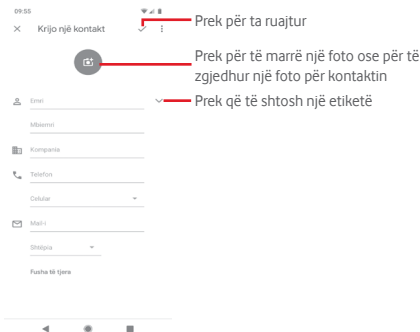 09:55
Krijo një kontakt
Prek për ta ruajtur
Prek për të marrë një foto ose për të
zgjedhur një foto për kontaktin
Emri
Prek që të shtosh një etiketë
Mbiemri
Kompania
Telefon
Celular
Mail-i
Shtëpia
Fusha të tjera